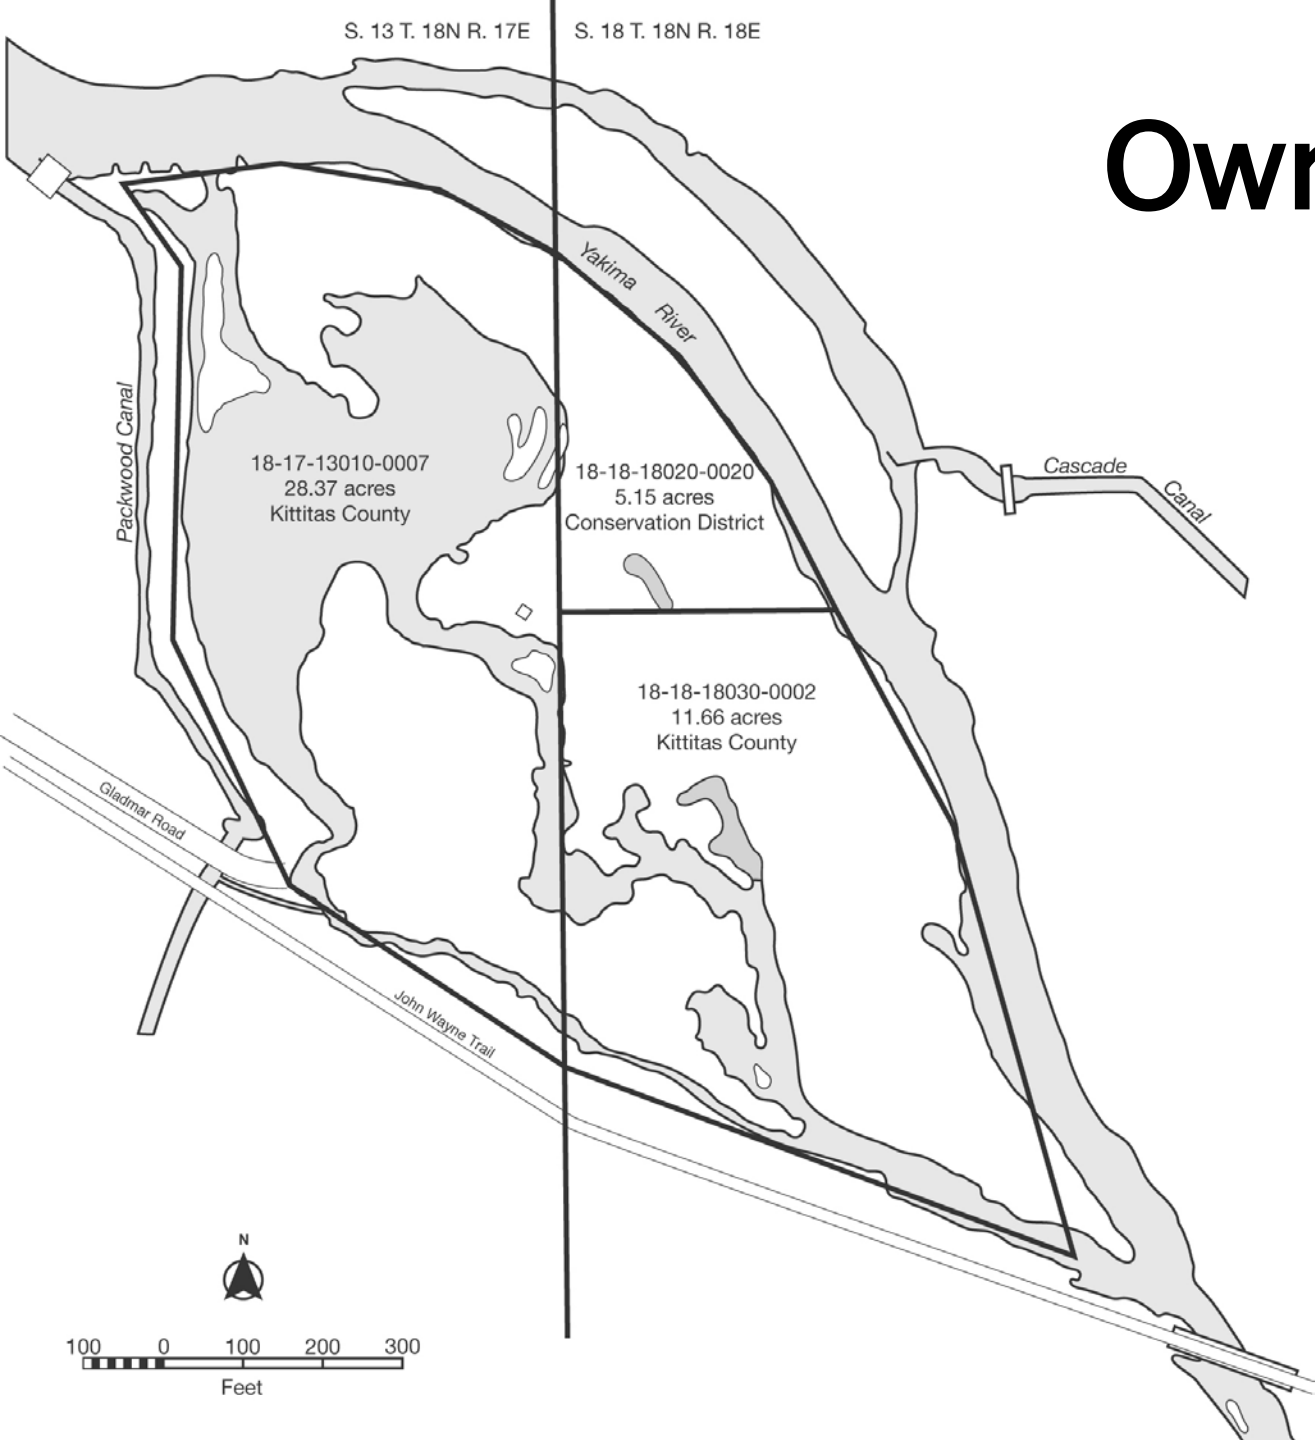 S. 13 T. 18N R. 17E
S. 18 T. 18N R. 18E
Yakima
River
Packwood Canal
18-17-13010-0007
28.37 acres
Kittitas County
18-18-18020-0020
5.15 acres
Conservation District
Cascade
Canal
18-18-18030-0002
11.66 acres
Kittitas County
Gladmar Road
John Wayne Trail
N
100 0 100 200 300
Feet